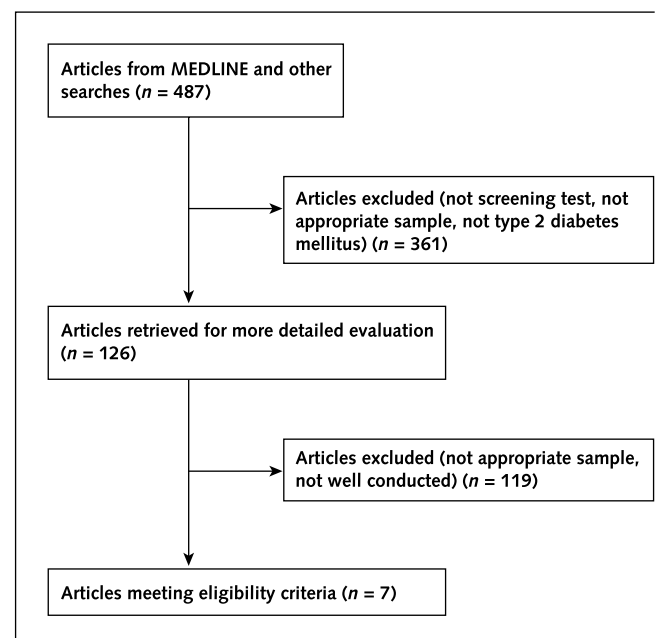 Articles from MEDLINE and other
searches (n = 487)
Articles excluded (not screening test, not
appropriate sample, not type 2 diabetes
mellitus) (n = 361)
Articles retrieved for more detailed evaluation
(n = 126)
Articles excluded (not appropriate sample,
not well conducted) (n = 119)
Articles meeting eligibility criteria (n = 7)